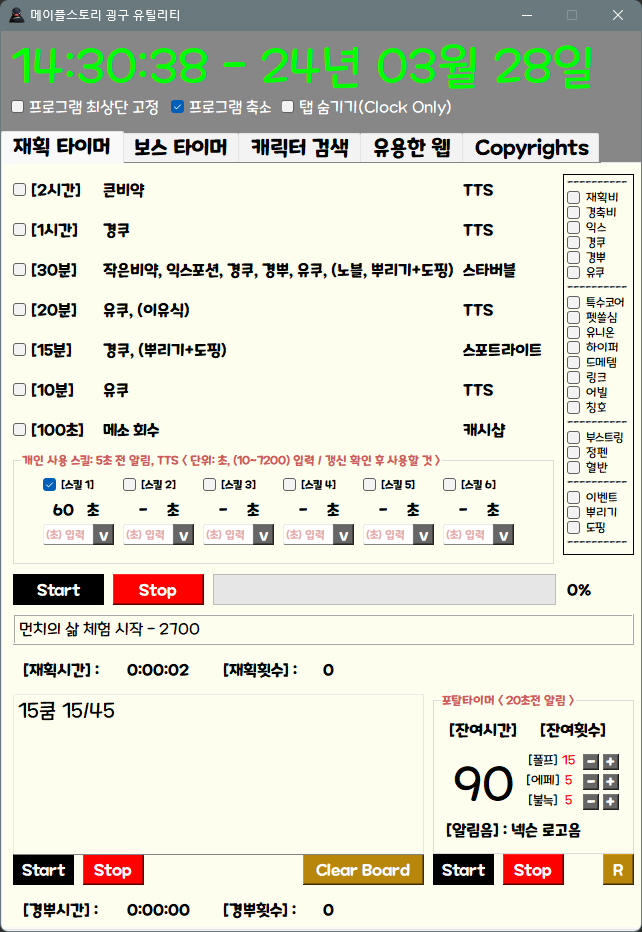 메이플스토리 굉구 유틸리티
14:30:38 - 24년 03월 28일
프로그램 최상단 고정 프로그램 축소 탭 숨기기(Clock Only)
재획 타이머 보스 타이머 캐릭터 검색 유용한 웹 Copyrights
[2시간] 큰비약 TTS
[1시간] 경쿠 TTS
[30분] 작은비약, 익스포션, 경쿠, 경뿌, 유쿠, (노블, 뿌리기+도핑) 스타버블
[20분] 유쿠, (이유식) TTS
[15분] 경쿠, (뿌리기+도핑) 스포트라이트
[10분] 유쿠 TTS
[100초] 메소 회수 캐시샵
----------
재획비
경축비
익스
경쿠
경뿌
유쿠
----------
특수코어
펫쓸심
유니온
하이퍼
드메템
링크
어빌
칭호
----------
부스트링
정펜
혈반
----------
이벤트
뿌리기
도핑
----------
개인 사용 스킬: 5초 전 알림, TTS < 단위: 초, (10~7200) 입력 / 갱신 확인 후 사용할 것 >
[스킬 1] [스킬 2] [스킬 3] [스킬 4] [스킬 5] [스킬 6]
60 초 - 초 - 초 - 초 - 초 - 초
(초) 입력 V (초) 입력 V (초) 입력 V (초) 입력 V (초) 입력 V (초) 입력 V
Start Stop 0%
먼치의 삶 체험 시작 - 2700
[재획시간] : 0:00:02 [재획횟수] : 0
15쿰 15/45
Start Stop Clear Board
포탈타이머 < 20초전 알림 >
[잔여시간] [잔여횟수]
90
[폴프] 15 - +
[에페] 5 - +
[불늑] 5 - +
[알림음] : 넥슨 로고음
Start Stop R
[경뿌시간] : 0:00:00 [경뿌횟수] : 0